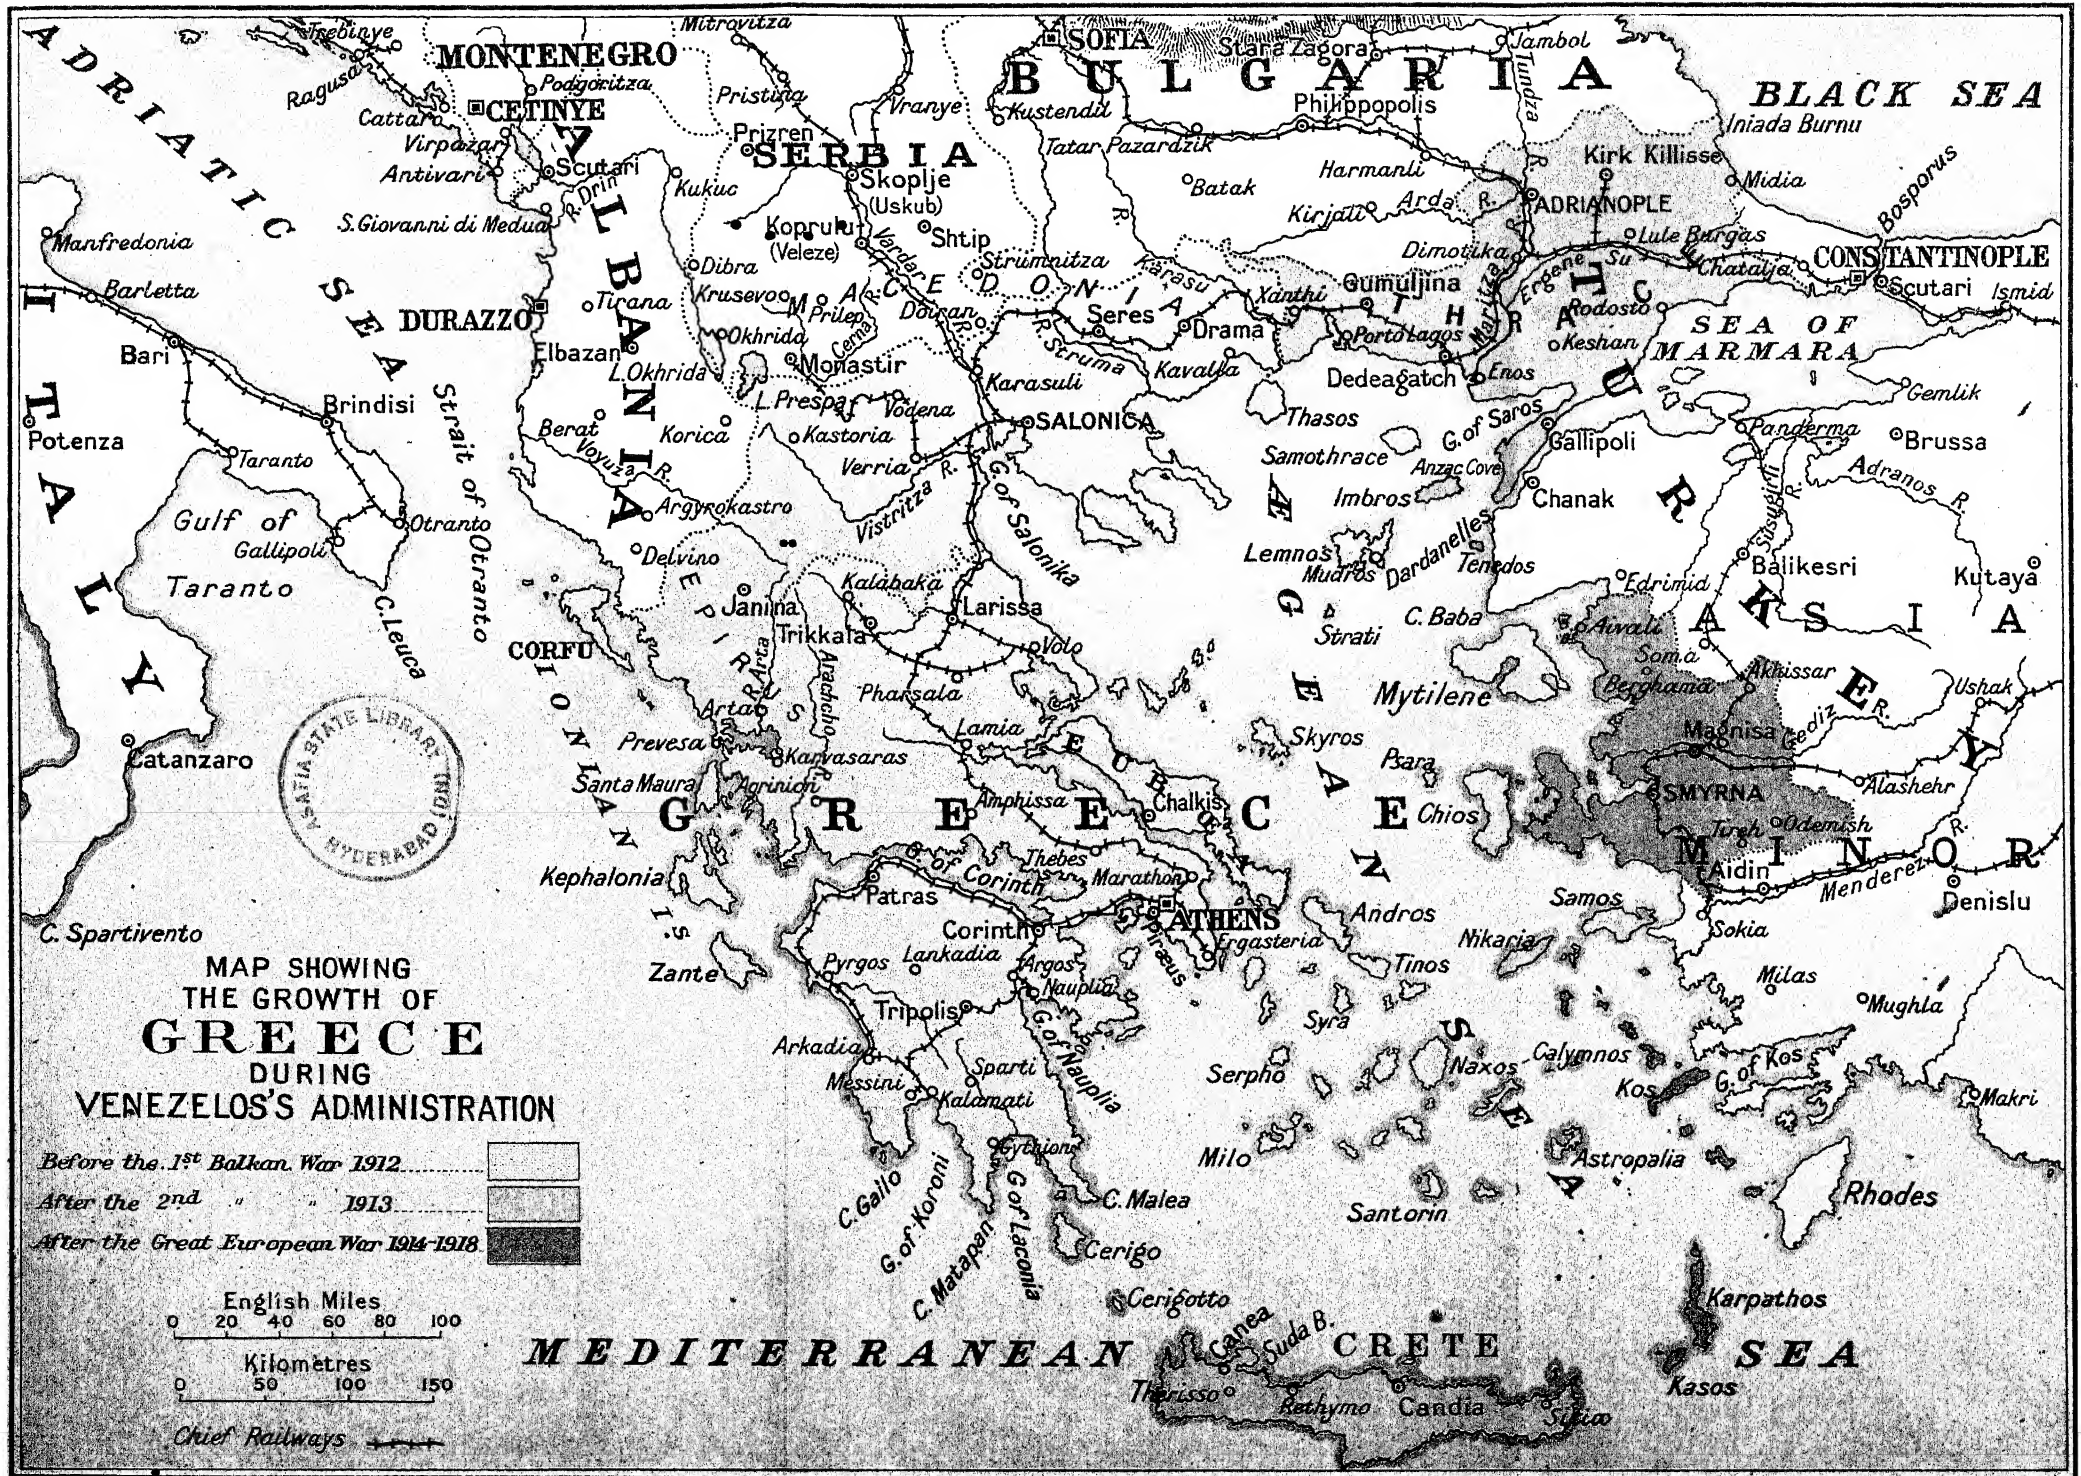 ADRIATIC SEA
Trebinye
Ragusa
MONTENEGRO
Podgoritza
CETINYE
Cattaro
Virpazar
Antivari
Scutari
R. Drin
S. Giovanni di Medua
Mitrovitza
Pristina
Prizren
SERBIA
Vranye
Kukuc
Skoplje
(Uskub)
Koprulu
(Veleze)
Shtip
Strumnitza
Vardar R.
SOFIA
BULGARIA
Stara Zagora
Jambol
Tundza R.
Kustendil
Philippopolis
Tatar Pazardzik
Harmanli
Batak
Kirjali
Arda R.
BLACK SEA
Iniada Burnu
Kirk Killisse
Midia
Bosporus
ADRIANOPLE
Dimotika
Lule Burgas
Chatalja
CONSTANTINOPLE
Scutari
Ismid
Ergene Su
Rodosto
Keshan
SEA OF
MARMARA
Gemlik
Maritza
Enos
Dedeagatch
THRACE
Gumuljina
Xanthi
Porto Lagos
Karasu R.
MACEDONIA
Dibra
Krusevo
Prilep
Cerna R.
Doiran
Seres
Drama
R. Struma
Kavalla
Okhrida
L. Okhrida
Monastir
L. Prespa
Vodena
Karasuli
SALONICA
Kastoria
Verria
Vistritza R.
G. of Salonika
ALBANIA
DURAZZO
Tirana
Elbazan
Berat
Korica
Voyuza R.
Argyrokastro
Delvino
Manfredonia
Barletta
Bari
Brindisi
ITALY
Potenza
Taranto
Otranto
Gallipoli
Gulf of
Taranto
C. Leuca
Strait of Otranto
Catanzaro
C. Spartivento
Thasos
Samothrace
G. of Saros
Anzac Cove
Gallipoli
Imbros
Chanak
Lemnos
Mudros
Dardanelles
Tenedos
Strati
C. Baba
Mytilene
Panderma
Brussa
Adranos R.
Susugirli R.
Balikesri
Kutaya
Edrimid
TURKEY
ASIA
MINOR
Aivali
Soma
Berghama
Akhissar
Magnisa
Gediz R.
Ushak
Alashehr
SMYRNA
Tireh
Odemish
Aidin
Menderez R.
Denislu
Sokia
Milas
Mughla
Makri
EPIRUS
Janina
Kalabaka
Larissa
Trikkala
Volo
Pharsala
R. Arta
Arachtho R.
Arta
Prevesa
Karvasaras
Lamia
CORFU
IONIAN Is.
Santa Maura
Agrinion
Amphissa
EUBOEA
Chalkis
GREECE
Kephalonia
Zante
G. of Corinth
Thebes
Marathon
Patras
ATHENS
Piræus
Ergasteria
Corinth
Lankadia
Pyrgos
Argos
Nauplia
Tripolis
G. of Nauplia
Arkadia
Messini
Sparti
Kalamati
Gythion
C. Gallo
G. of Koroni
C. Matapan
G of Laconia
C. Malea
Cerigo
Cerigotto
ÆGEAN SEA
Skyros
Psara
Chios
Samos
Nikaria
Andros
Tinos
Syra
Serpho
Naxos
Milo
Santorin
Calymnos
Kos
G. of Kos
Astropalia
Rhodes
Karpathos
Kasos
MEDITERRANEAN SEA
CRETE
Canea
Suda B.
Therisso
Rethymo
Candia
Sitia
ASAFIA STATE LIBRARY INDI
HYDERABAD
MAP SHOWING
THE GROWTH OF
GREECE
DURING
VENEZELOS'S ADMINISTRATION
Before the 1st Balkan War 1912
After the 2nd " " 1913
After the Great European War 1914-1918
English Miles
0 20 40 60 80 100
Kilometres
0 50 100 150
Chief Railways